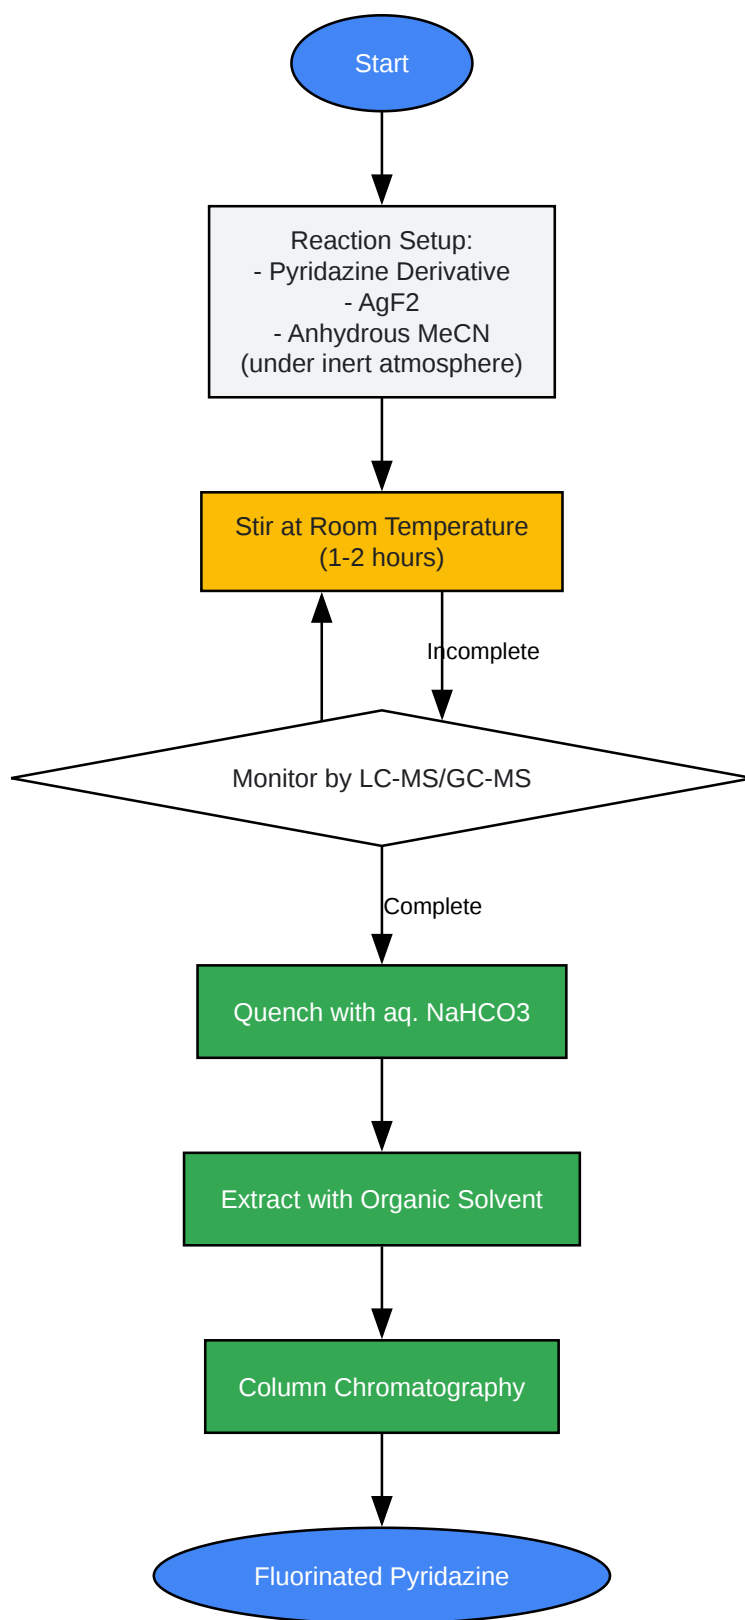 Start
Reaction Setup:
- Pyridazine Derivative
- AgF2
- Anhydrous MeCN
(under inert atmosphere)
Stir at Room Temperature
(1-2 hours)
Incomplete
Monitor by LC-MS/GC-MS
Complete
Quench with aq. NaHCO3
Extract with Organic Solvent
Column Chromatography
Fluorinated Pyridazine